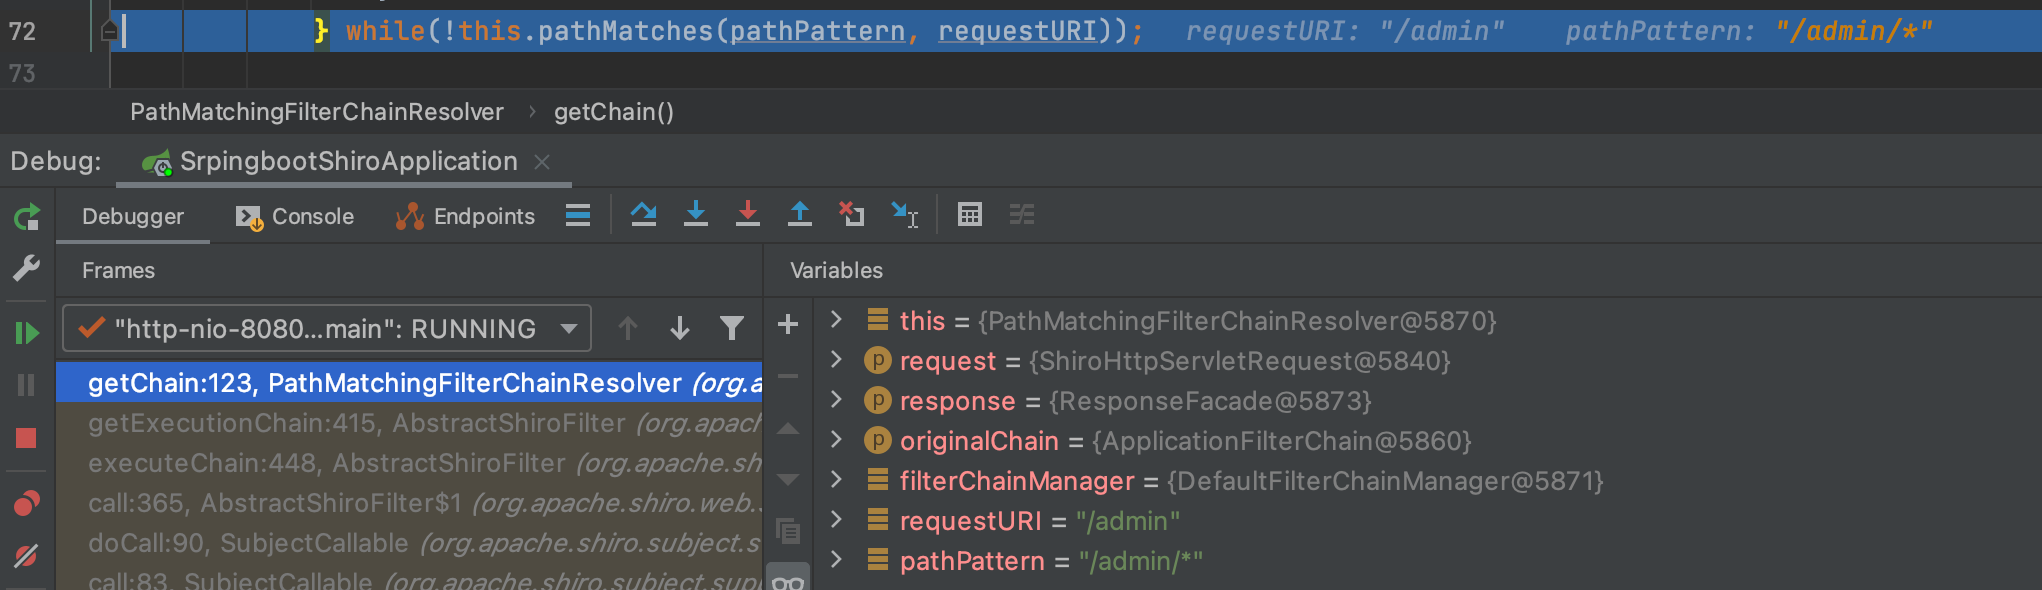 72 } while(!this.pathMatches(pathPattern, requestURI)); requestURI: "/admin" pathPattern: "/admin/*"
73
PathMatchingFilterChainResolver › getChain()
Debug: SrpingbootShiroApplication ×
Debugger Console Endpoints
Frames Variables
"http-nio-8080...main": RUNNING
getChain:123, PathMatchingFilterChainResolver (org.a
getExecutionChain:415, AbstractShiroFilter (org.apach
executeChain:448, AbstractShiroFilter (org.apache.sh
call:365, AbstractShiroFilter$1 (org.apache.shiro.web.
doCall:90, SubjectCallable (org.apache.shiro.subject.s
call:83, SubjectCallable (org.apache.shiro.subject.supp
this = {PathMatchingFilterChainResolver@5870}
p request = {ShiroHttpServletRequest@5840}
p response = {ResponseFacade@5873}
p originalChain = {ApplicationFilterChain@5860}
filterChainManager = {DefaultFilterChainManager@5871}
requestURI = "/admin"
pathPattern = "/admin/*"